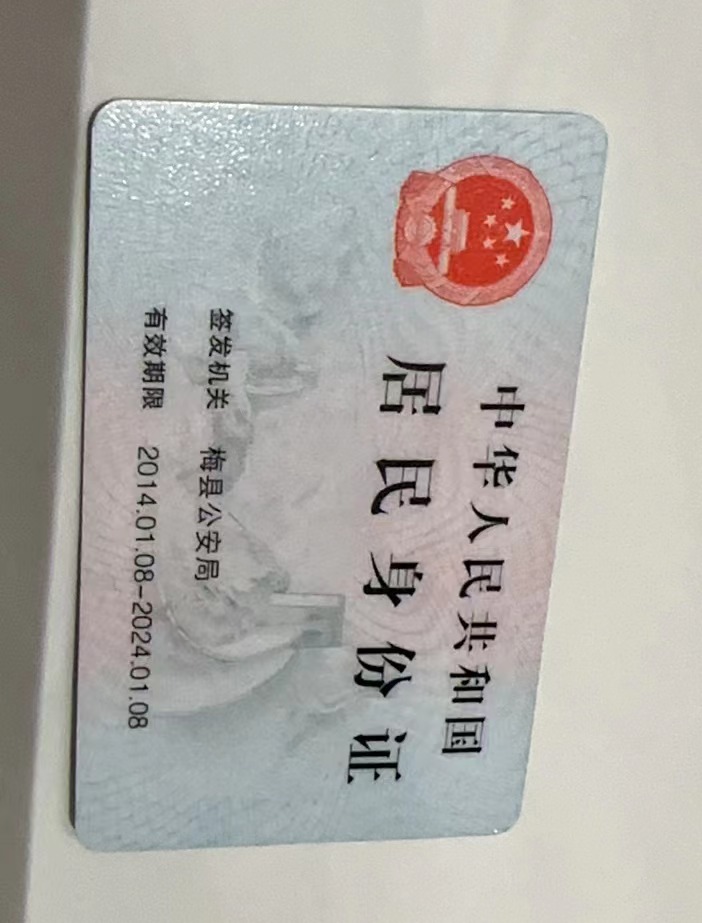 中华人民共和国
居民身份证
签发机关 梅县公安局
有效期限 2014.01.08-2024.01.08